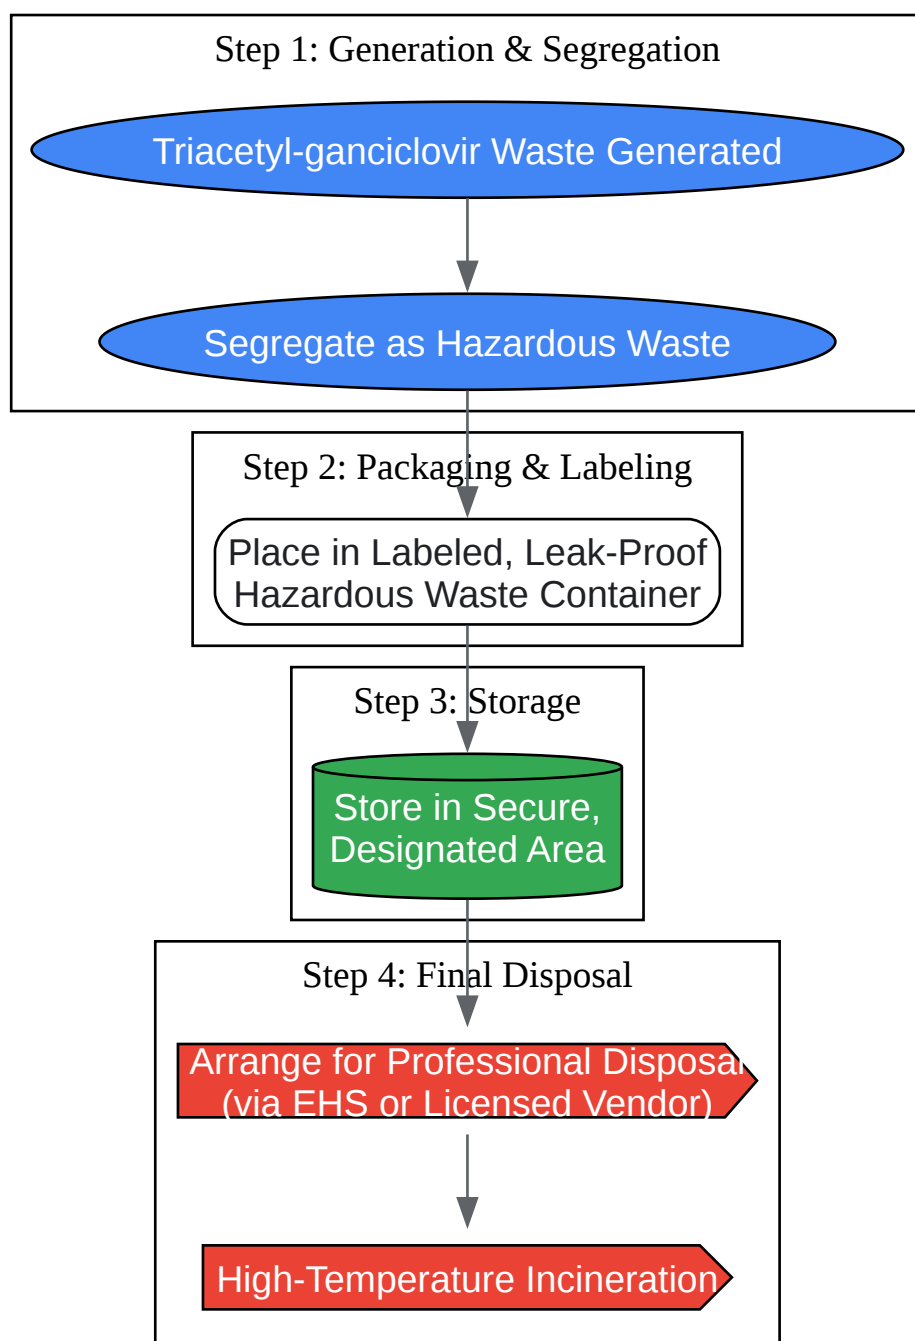 Step 1: Generation & Segregation
Triacetyl-ganciclovir Waste Generated
Segregate as Hazardous Waste
Step 2: Packaging & Labeling
Place in Labeled, Leak-Proof
Hazardous Waste Container
Step 3: Storage
Store in Secure,
Designated Area
Step 4: Final Disposal
Arrange for Professional Disposal
(via EHS or Licensed Vendor)
High-Temperature Incineration